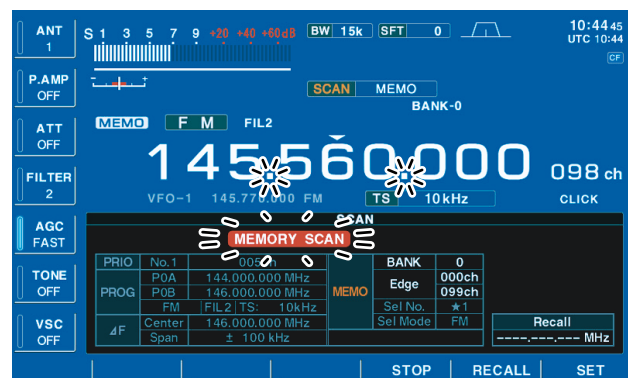 ANT
1
P.AMP
OFF
ATT
OFF
FILTER
2
AGC
FAST
TONE
OFF
VSC
OFF
S 1 3 5 7 9 +20 +40 +60dB
BW 15k SFT 0
10:44 45
UTC 10:44
CF
- +
SCAN MEMO
BANK-0
MEMO FM FIL2
145.560.000
098 ch
VFO-1 145.770.000 FM
TS 10kHz
CLICK
SCAN
MEMORY SCAN
PRIO No.1 005ch
PROG P0A 144.000.000 MHz
P0B 146.000.000 MHz
FM FIL2 TS: 10kHz
⊿F Center 146.000.000 MHz
Span ± 100 kHz
MEMO BANK 0
Edge 000ch
099ch
Sel No. ★1
Sel Mode FM
Recall
----.---.--- MHz
STOP RECALL SET